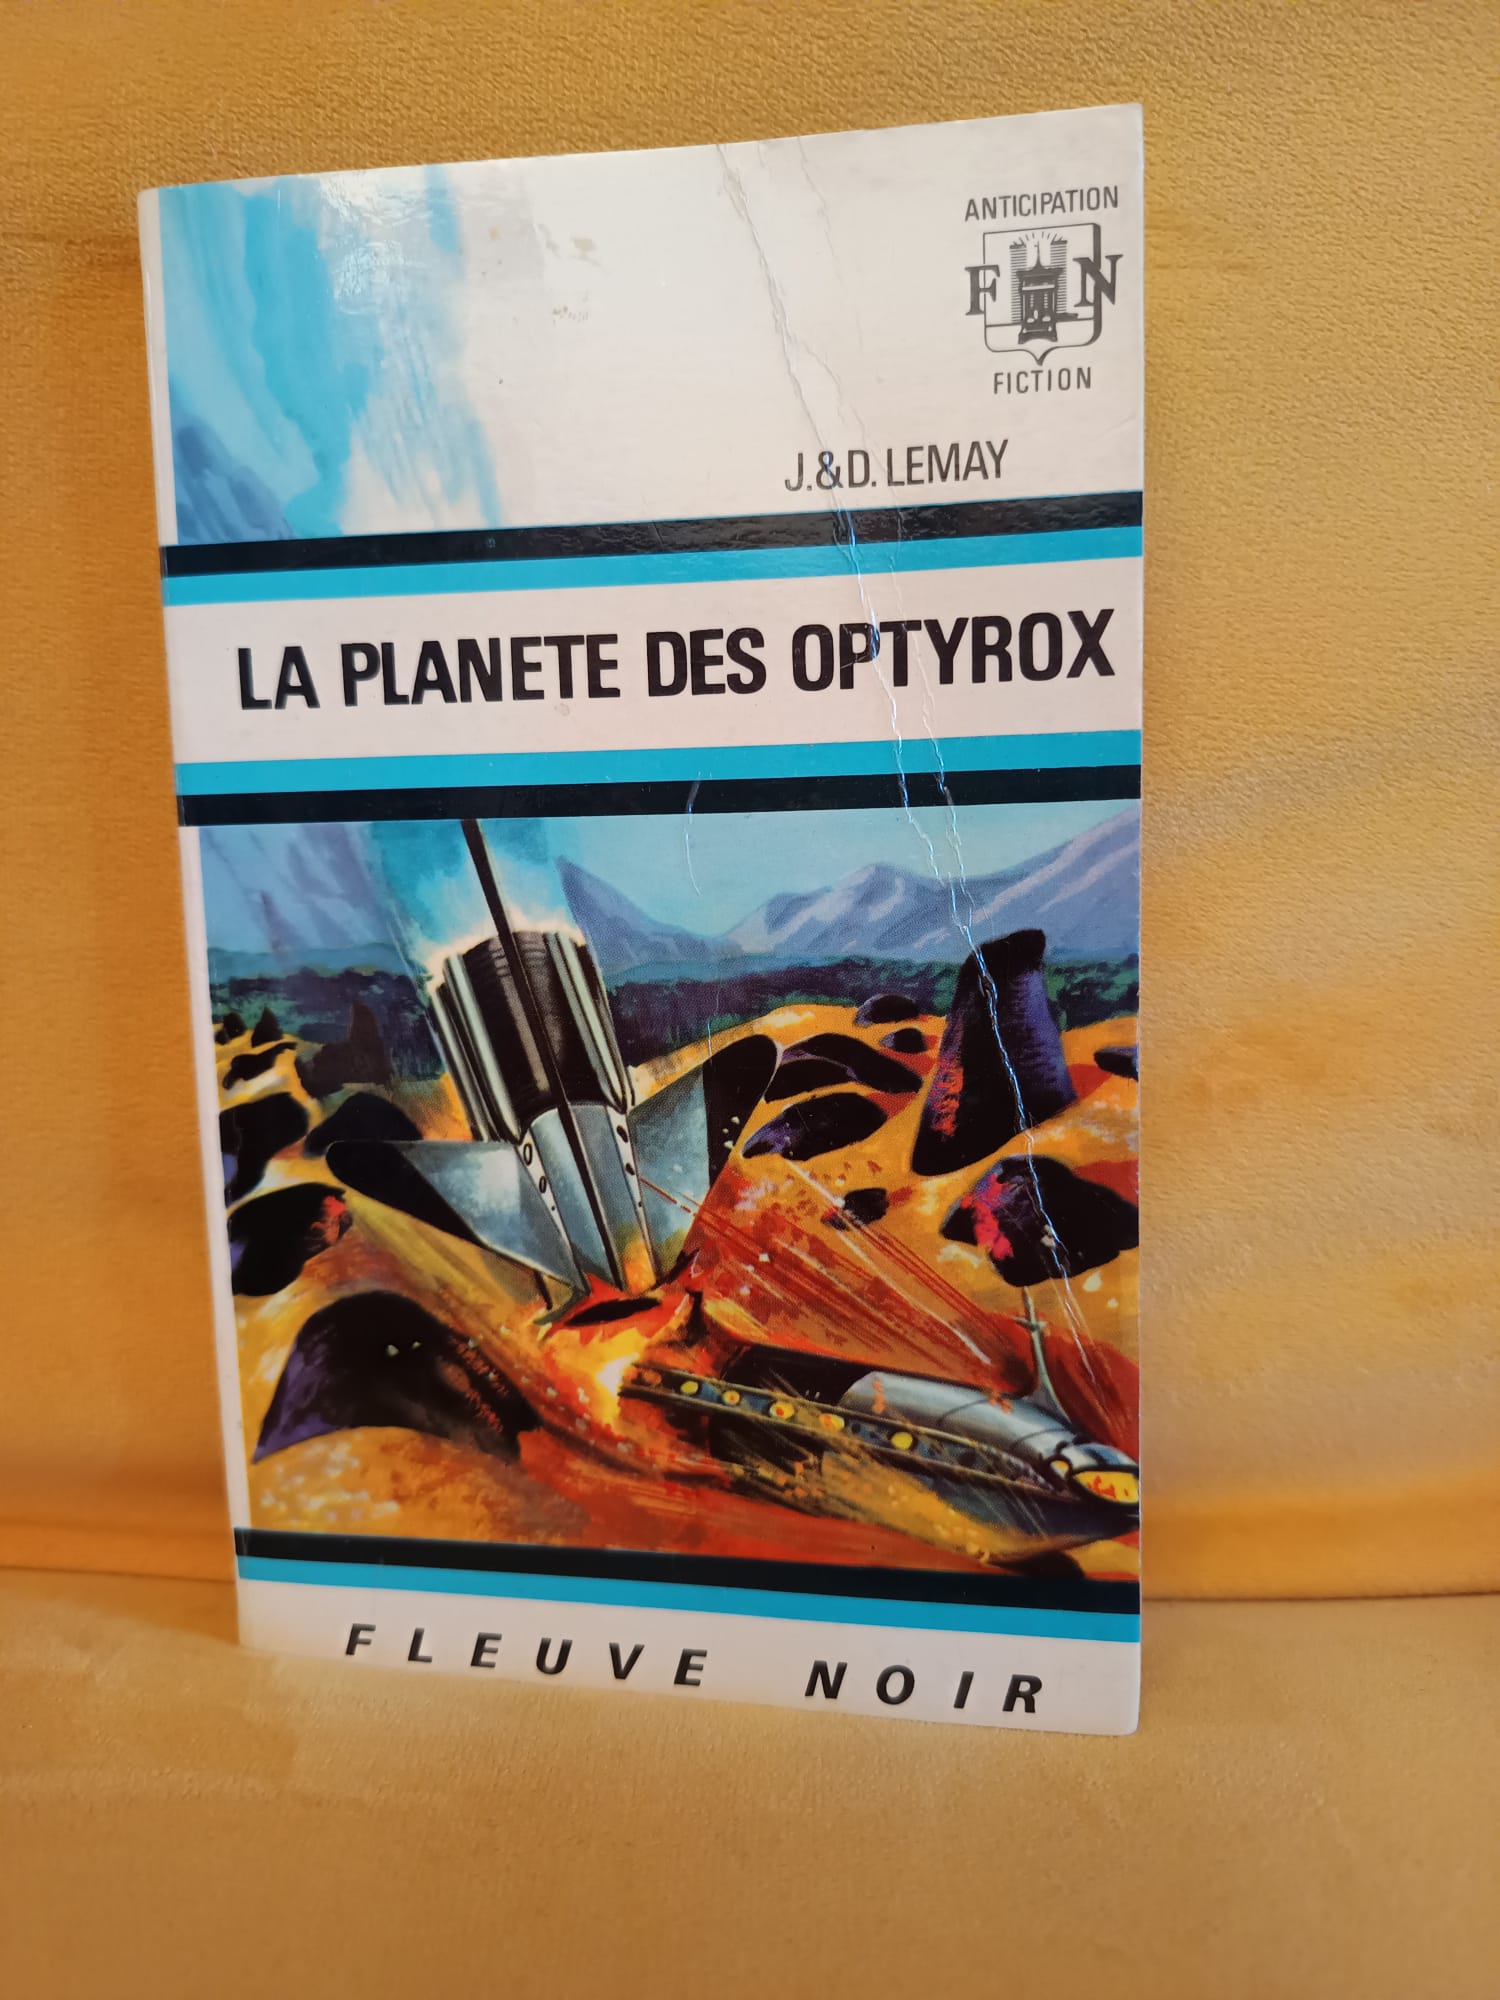 ANTICIPATION
F N
FICTION
J.&D. LEMAY
LA PLANETE DES OPTYROX
FLEUVE NOIR